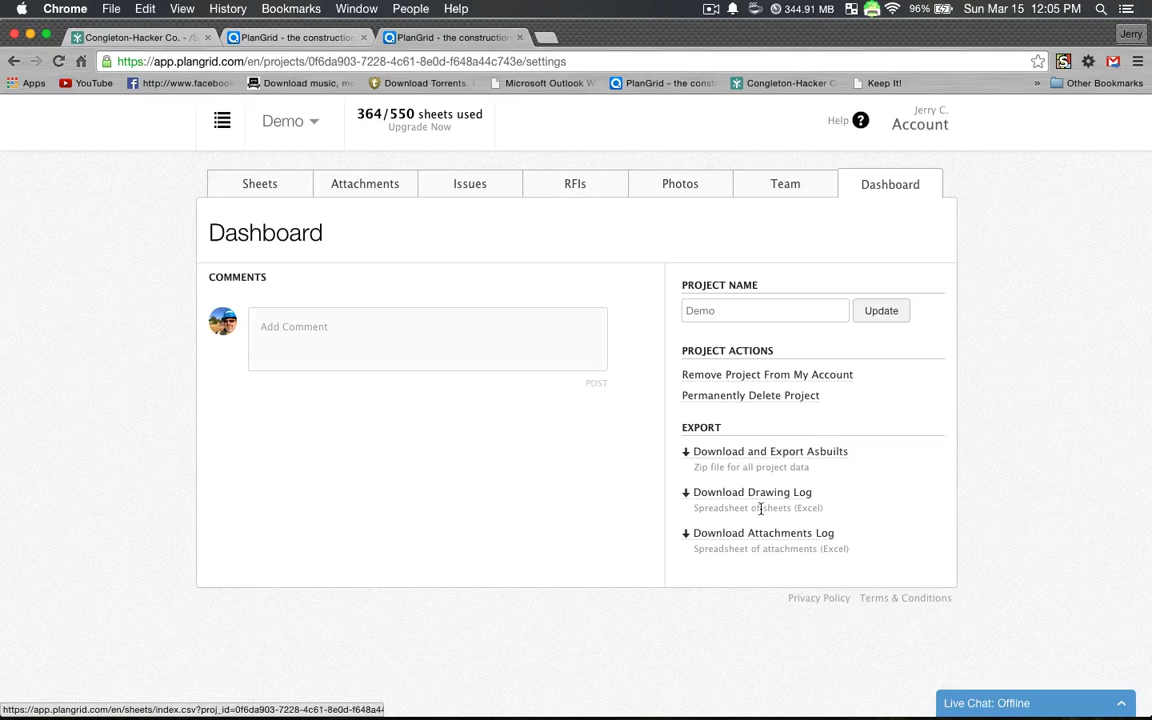 Chrome File Edit View History Bookmarks Window People Help 344.91 MB 96% Sun Mar 15 12:05 PM
Congleton-Hacker Co. - /S × PlanGrid - the construction × PlanGrid - the construction × Jerry
https://app.plangrid.com/en/projects/0f6da903-7228-4c61-8e0d-f648a44c743e/settings
Apps YouTube http://www.facebook Download music, mo Download Torrents. Microsoft Outlook W PlanGrid - the const Congleton-Hacker C Keep It! » Other Bookmarks
Demo
364/550 sheets used
Upgrade Now
Help ?
Jerry C.
Account
Sheets Attachments Issues RFIs Photos Team Dashboard
Dashboard
COMMENTS
Add Comment
POST
PROJECT NAME
Demo Update
PROJECT ACTIONS
Remove Project From My Account
Permanently Delete Project
EXPORT
Download and Export Asbuilts
Zip file for all project data
Download Drawing Log
Spreadsheet of sheets (Excel)
Download Attachments Log
Spreadsheet of attachments (Excel)
Privacy Policy Terms & Conditions
Live Chat: Offline
https://app.plangrid.com/en/sheets/index.csv?proj_id=0f6da903-7228-4c61-8e0d-f648a44